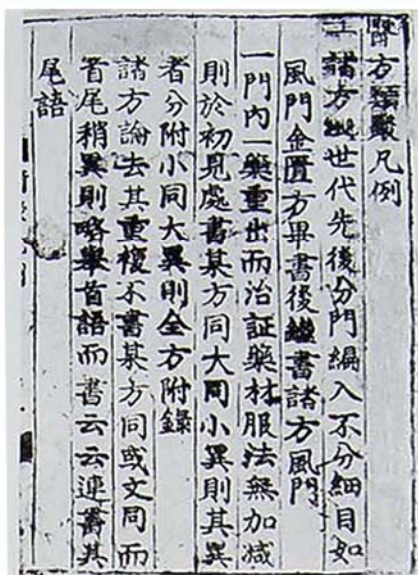 醫方類聚凡例
一諸方以世代先後分門編入不分細目如
風門金匱方畢書後繼書諸方風門
一門內一藥重出而治証藥材服法無加减
則於初見處書某方同大同小異則其異
者分附小同大異則全方附錄
諸方論去其重複不書某方同或文同而
首尾稍異則略舉首語而書云云連書其
尾語